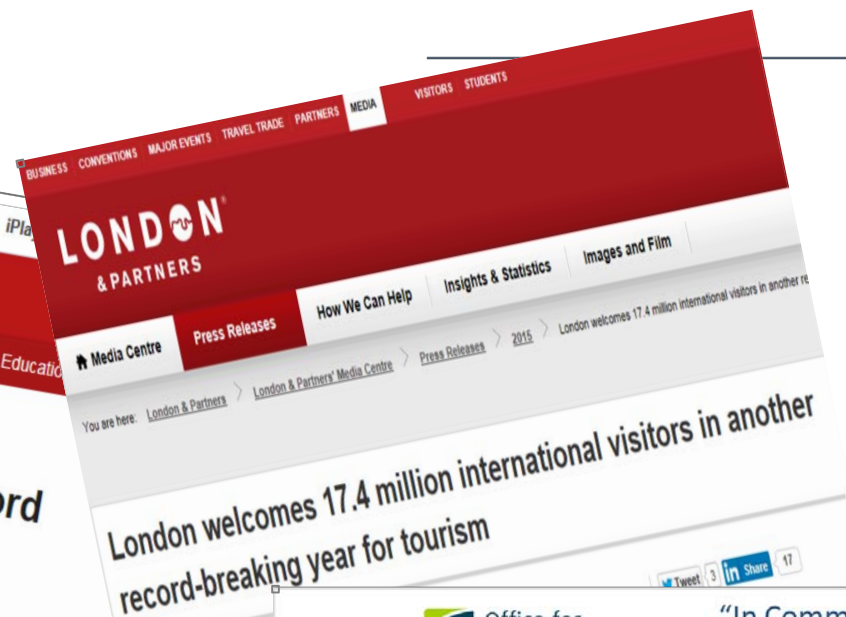 BUSINESS CONVENTIONS MAJOR EVENTS TRAVEL TRADE PARTNERS MEDIA VISITORS STUDENTS
LONDON
& PARTNERS
Media Centre Press Releases How We Can Help Insights & Statistics Images and Film
You are here: London & Partners London & Partners' Media Centre Press Releases 2015 London welcomes 17.4 million international visitors in another re
London welcomes 17.4 million international visitors in another
record-breaking year for tourism
Tweet 3 in Share 17
iPla
Educatio
ord
Office for
"In Comm